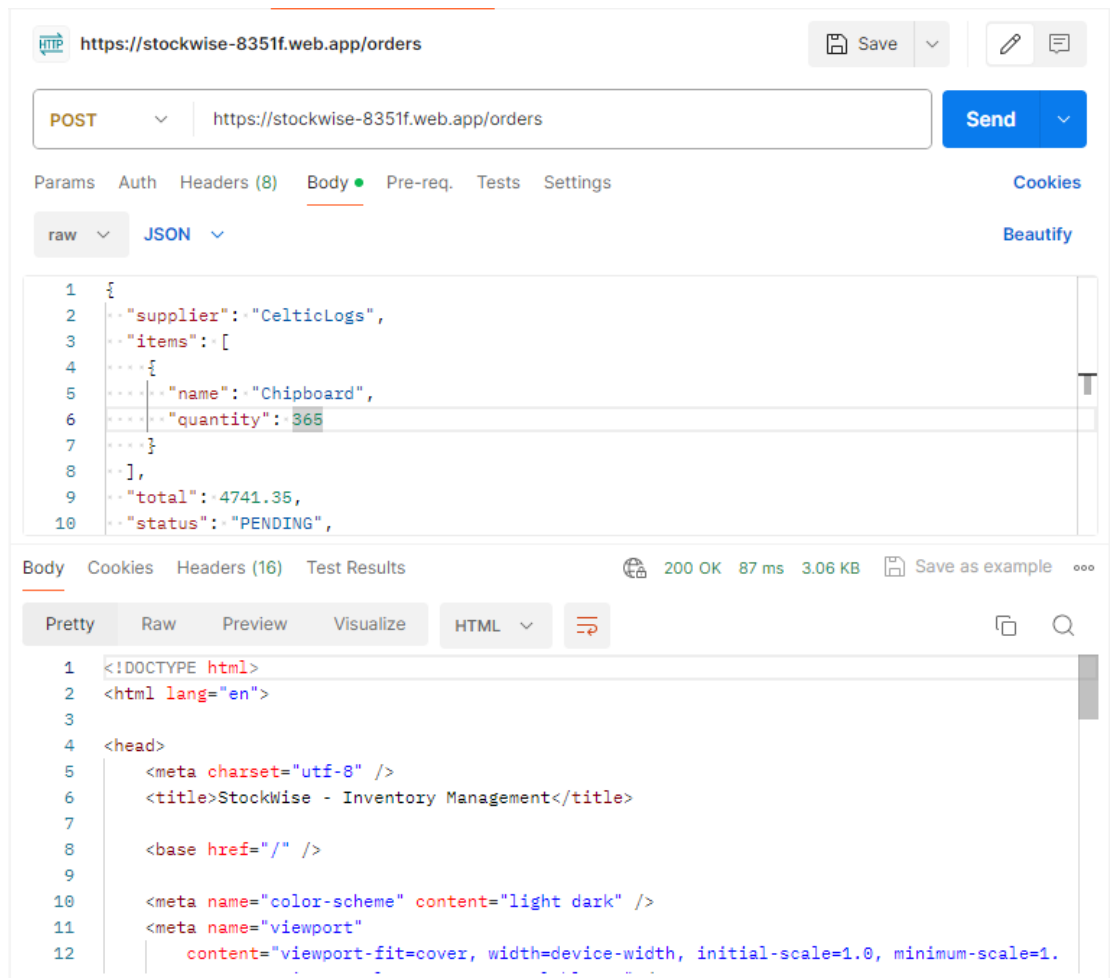 HTTP https://stockwise-8351f.web.app/orders Save
POST https://stockwise-8351f.web.app/orders Send
Params Auth Headers (8) Body Pre-req. Tests Settings Cookies
raw JSON Beautify
1 {
2 "supplier": "CelticLogs",
3 "items": [
4 {
5 "name": "Chipboard",
6 "quantity": 365
7 }
8 ],
9 "total": 4741.35,
10 "status": "PENDING",
Body Cookies Headers (16) Test Results 200 OK 87 ms 3.06 KB Save as example
Pretty Raw Preview Visualize HTML
1 <!DOCTYPE html>
2 <html lang="en">
3
4 <head>
5 <meta charset="utf-8" />
6 <title>StockWise - Inventory Management</title>
7
8 <base href="/" />
9
10 <meta name="color-scheme" content="light dark" />
11 <meta name="viewport"
12 content="viewport-fit=cover, width=device-width, initial-scale=1.0, minimum-scale=1.